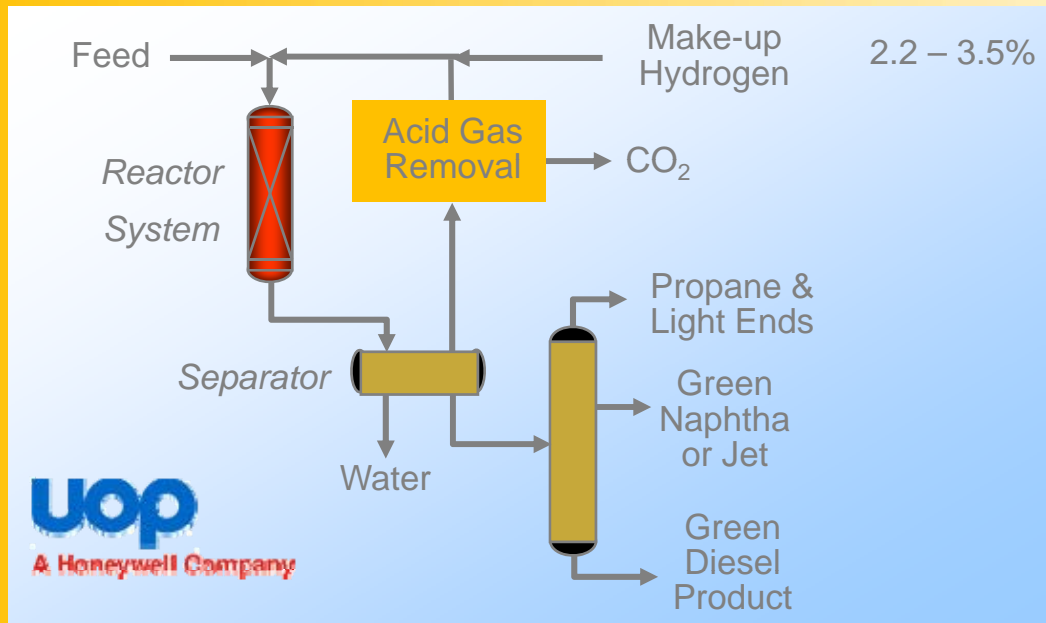 Feed
Make-up
Hydrogen
2.2 – 3.5%
Acid Gas
Removal
CO₂
Reactor
System
Propane &
Light Ends
Separator
Green
Naphtha
or Jet
Water
uop
A Honeywell Company
Green
Diesel
Product